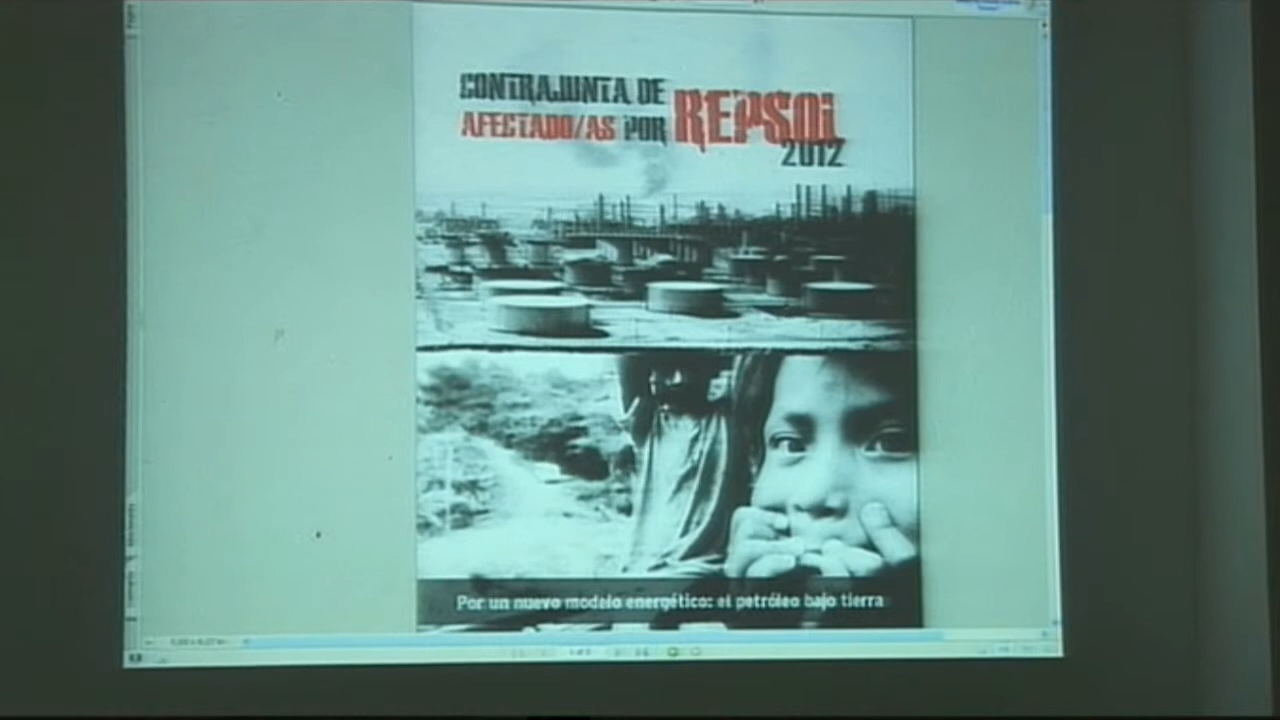 CONTRAJUNTA DE
AFECTADO/AS POR REPSOL
2012
Por un nuevo modelo energético: el petróleo bajo tierra